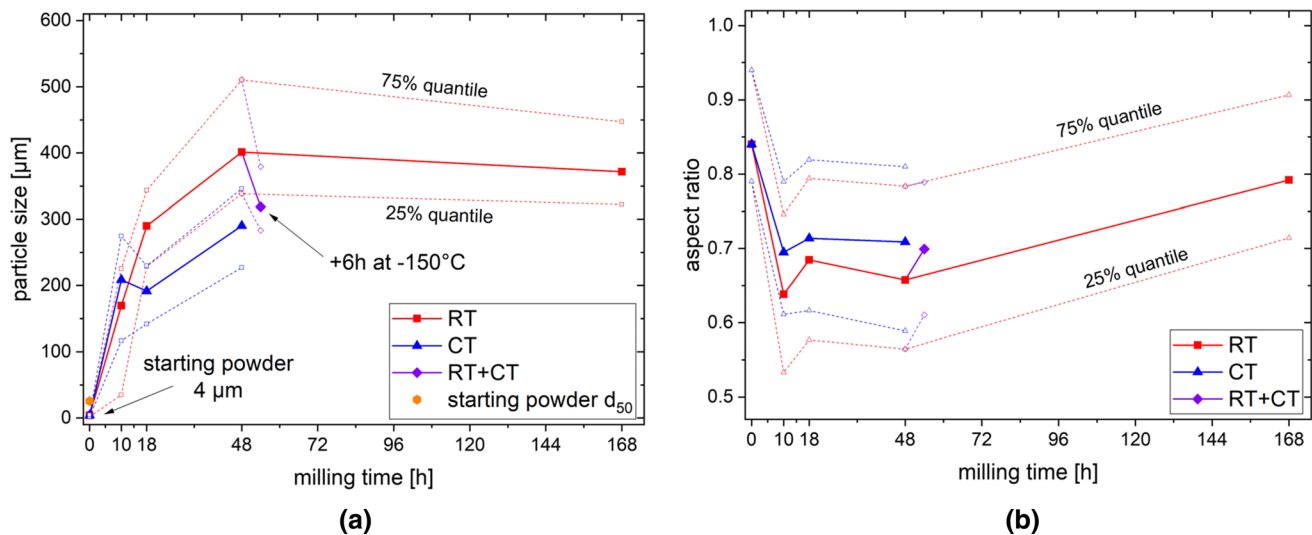 600
500
400
300
200
100
0
particle size [µm]
75% quantile
25% quantile
+6h at -150°C
starting powder
4 µm
RT
CT
RT+CT
starting powder d50
0 10 18 48 72 96 120 144 168
milling time [h]
(a)
1.0
0.9
0.8
0.7
0.6
0.5
aspect ratio
75% quantile
25% quantile
RT
CT
RT+CT
0 10 18 48 72 96 120 144 168
milling time [h]
(b)